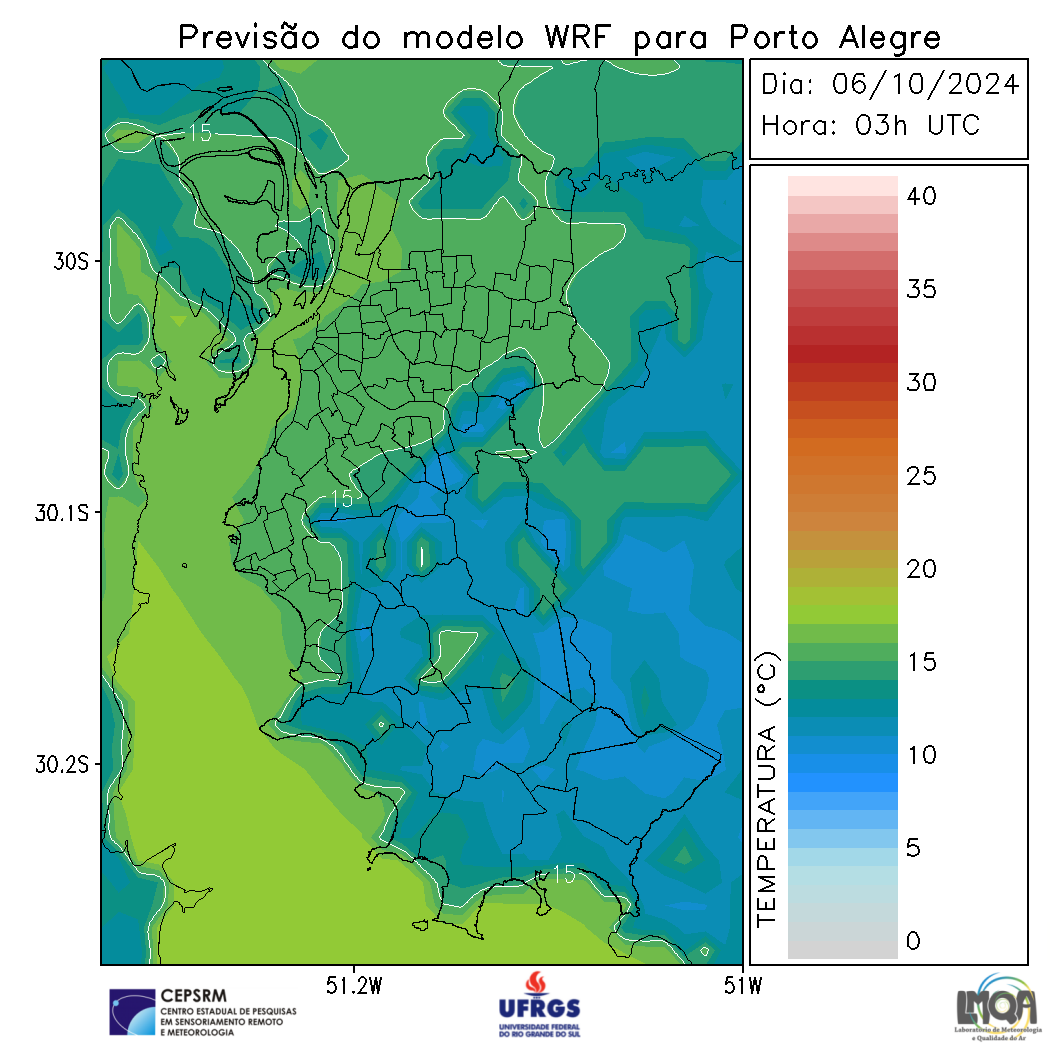 Previsão do modelo WRF para Porto Alegre
Dia: 06/10/2024
Hora: 03h UTC
15
30S
30.1S
30.2S
15
15
51.2W
51W
TEMPERATURA (°C)
40
35
30
25
20
15
10
5
0
CEPSRM
CENTRO ESTADUAL DE PESQUISAS
EM SENSORIAMENTO REMOTO
E METEOROLOGIA
UFRGS
UNIVERSIDADE FEDERAL
DO RIO GRANDE DO SUL
LMQA
Laboratório de Meteorologia
e Qualidade do Ar